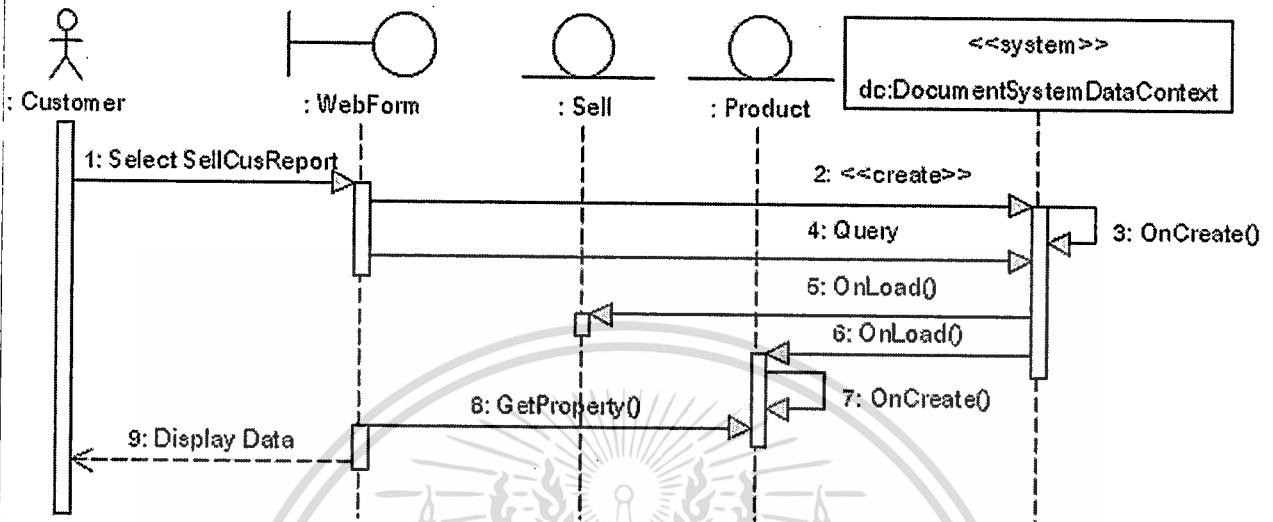 <<system>>
dc:DocumentSystemDataContext
: Customer
: WebForm
: Sell
: Product
1: Select SellCusReport
2: <<create>>
3: OnCreate()
4: Query
5: OnLoad()
6: OnLoad()
7: OnCreate()
8: GetProperty()
9: Display Data